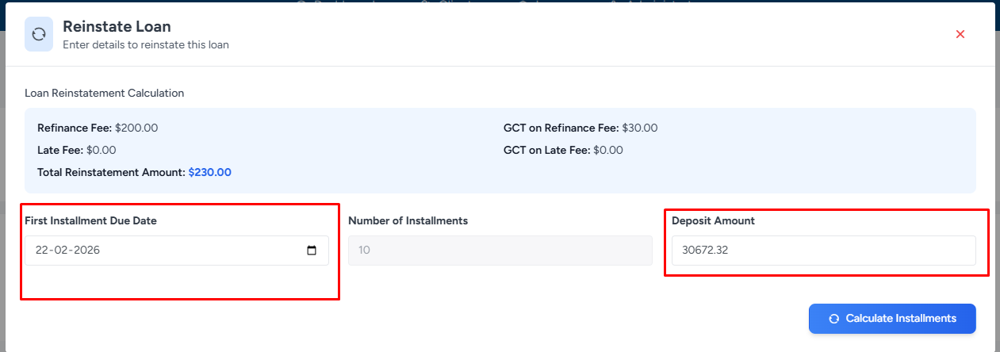 Reinstate Loan
Enter details to reinstate this loan
Loan Reinstatement Calculation
Refinance Fee: $200.00
GCT on Refinance Fee: $30.00
Late Fee: $0.00
GCT on Late Fee: $0.00
Total Reinstatement Amount: $230.00
First Installment Due Date
Number of Installments
Deposit Amount
22-02-2026
10
30672.32
Calculate Installments